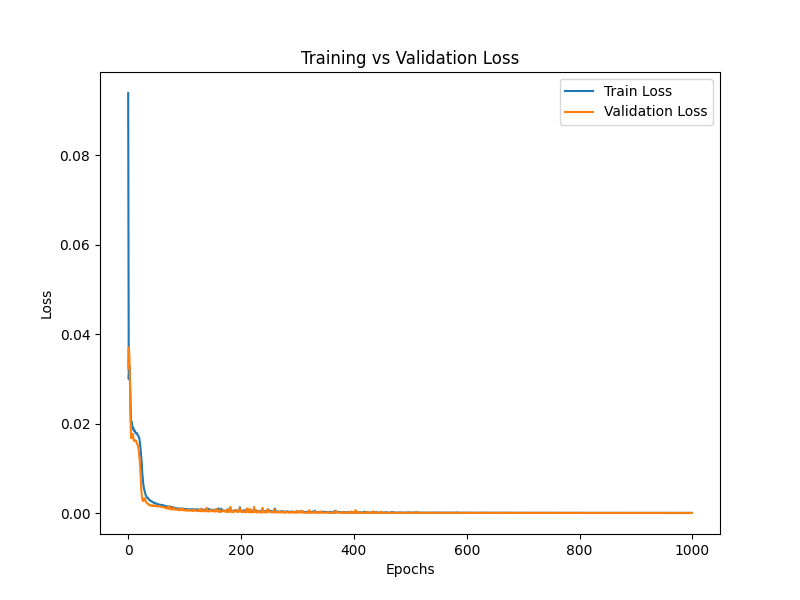 Training vs Validation Loss
Train Loss
Validation Loss
Loss
0.08
0.06
0.04
0.02
0.00
0
200
400
600
800
1000
Epochs